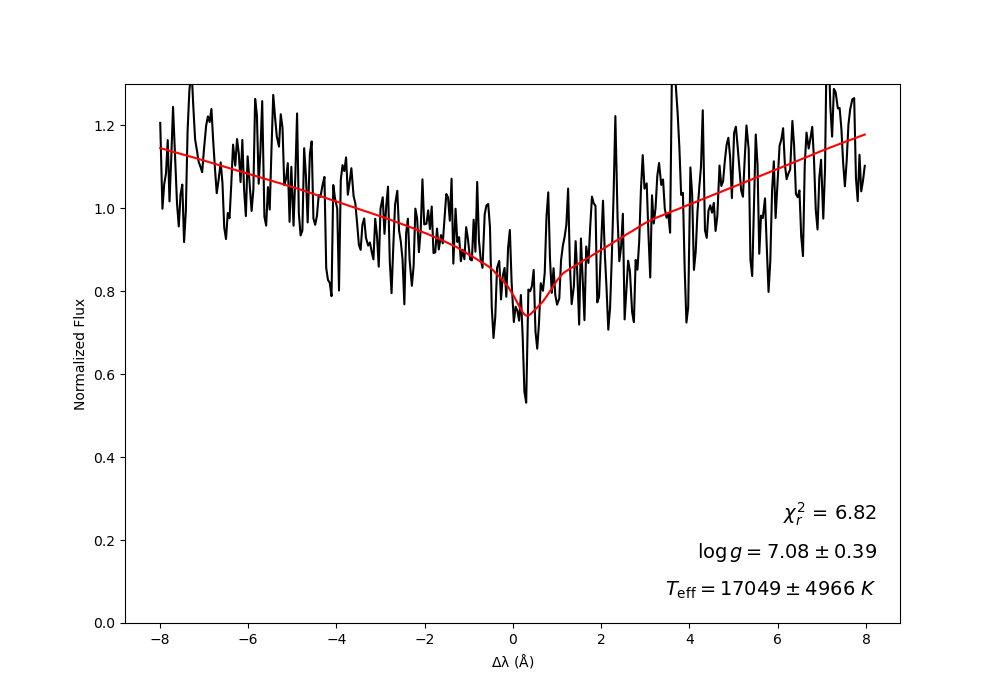 Normalized Flux
1.2
1.0
0.8
0.6
0.4
0.2
0.0
χ²ᵣ = 6.82
log g = 7.08 ± 0.39
T_eff = 17049 ± 4966 K
−8 −6 −4 −2 0 2 4 6 8
Δλ (Å)